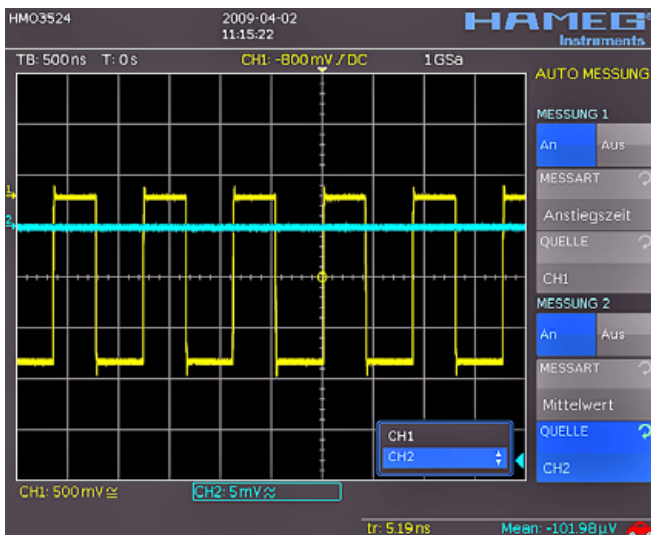 HMO3524
2009-04-02
11:15:22
HAMEG®
Instruments
TB: 500ns T: 0s CH1: -800mV / DC 1GSa
AUTO MESSUNG
MESSUNG 1
An Aus
MESSART
Anstiegszeit
QUELLE
CH1
MESSUNG 2
An Aus
MESSART
Mittelwert
QUELLE
CH2
1
2
CH1
CH2
CH1: 500mV≅ CH2: 5mV
tr: 5.19ns Mean: -101.98µV